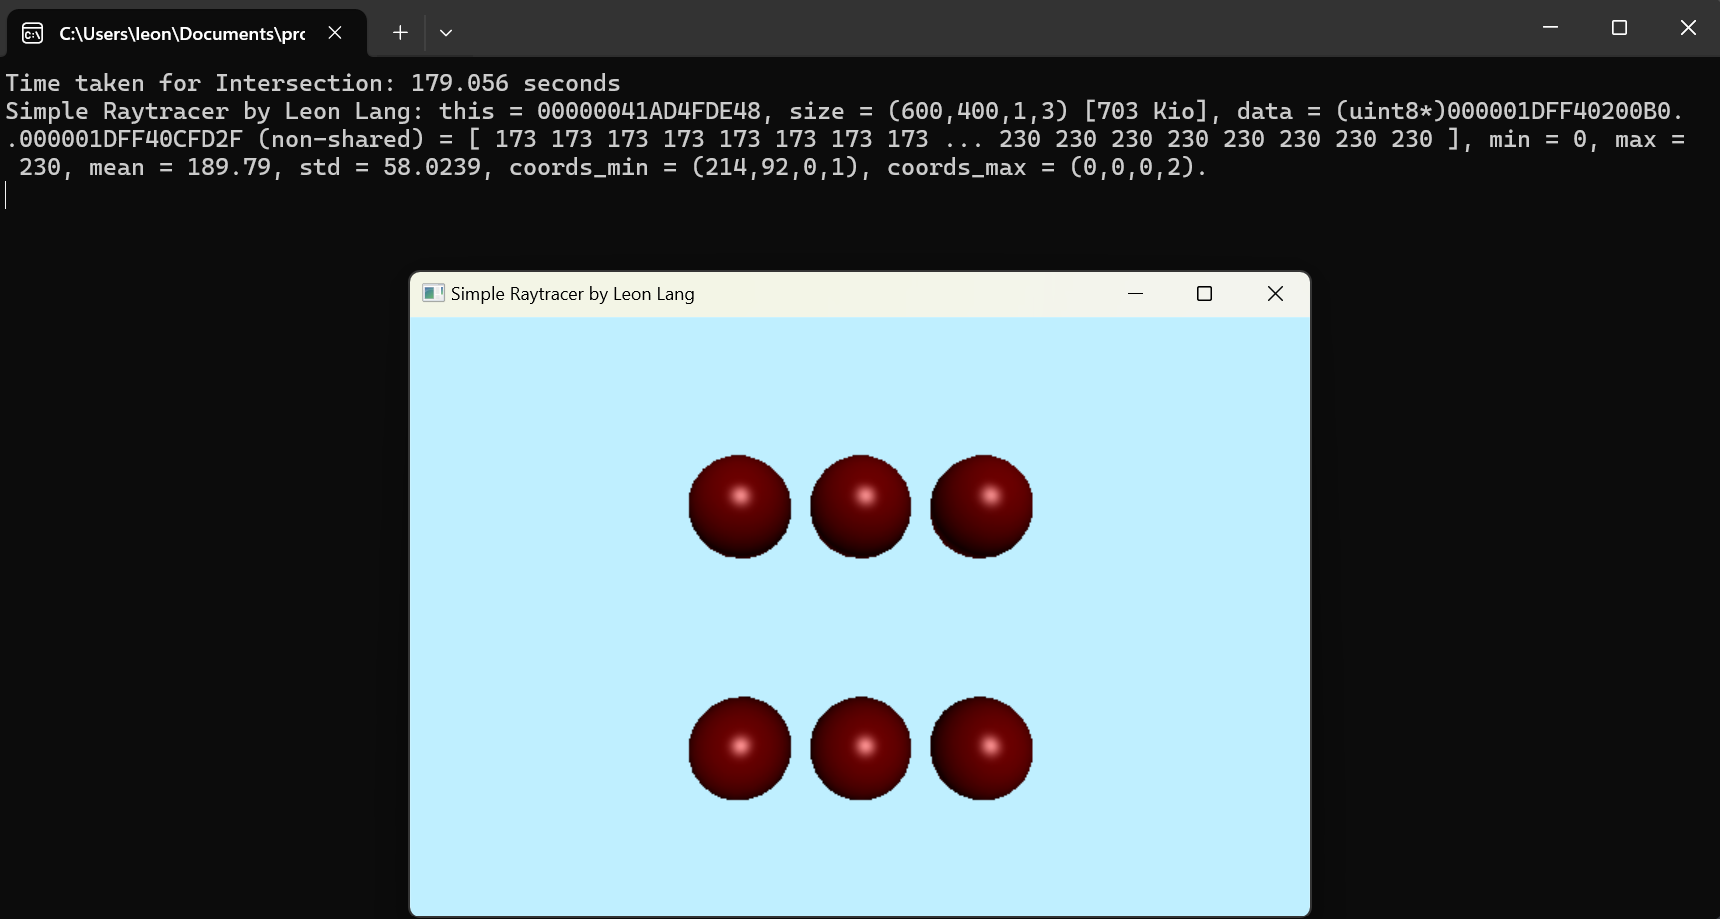 C:\Users\leon\Documents\prc
Time taken for Intersection: 179.056 seconds
Simple Raytracer by Leon Lang: this = 00000041AD4FDE48, size = (600,400,1,3) [703 Kio], data = (uint8*)000001DFF40200B0.
.000001DFF40CFD2F (non-shared) = [ 173 173 173 173 173 173 173 173 ... 230 230 230 230 230 230 230 230 ], min = 0, max =
230, mean = 189.79, std = 58.0239, coords_min = (214,92,0,1), coords_max = (0,0,0,2).
Simple Raytracer by Leon Lang